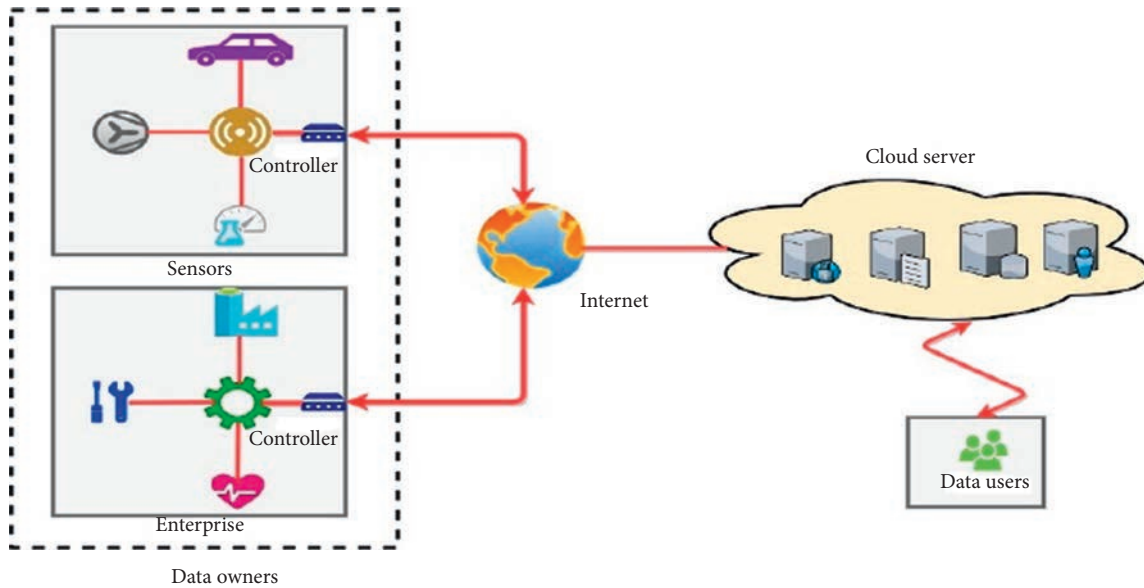 Cloud server
Controller
Sensors
Internet
Controller
Data users
Enterprise
Data owners